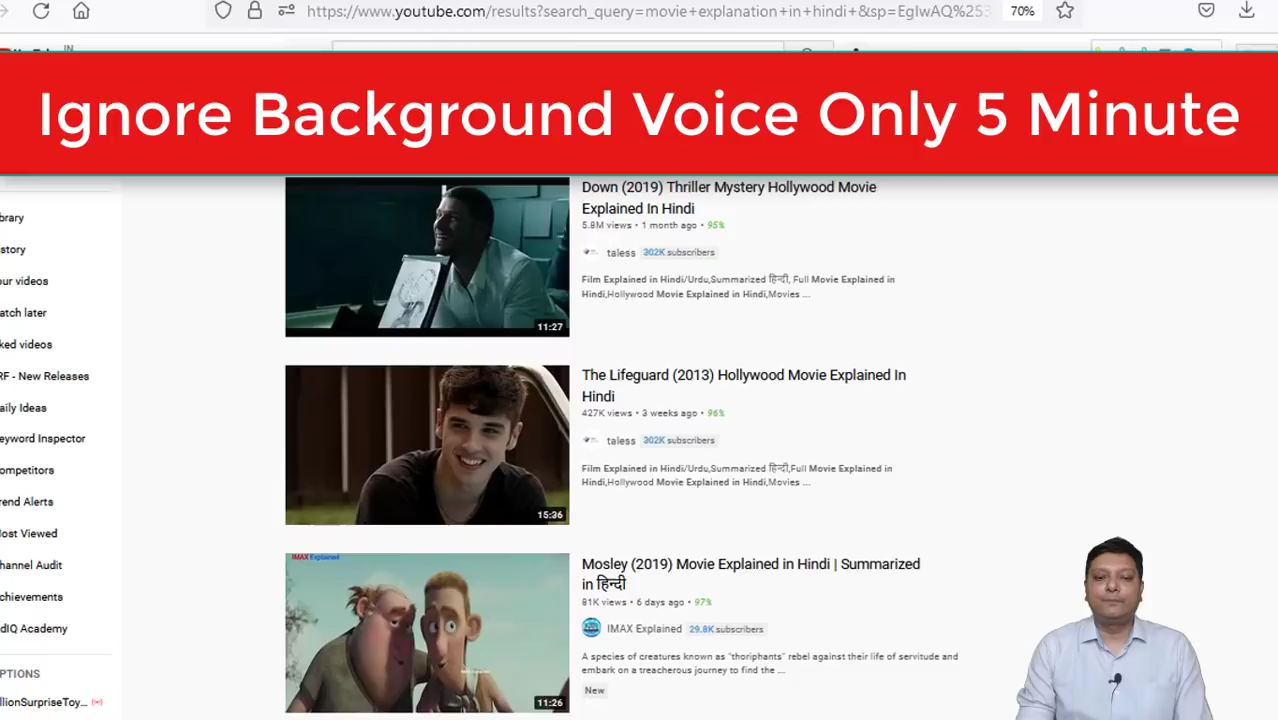 https://www.youtube.com/results?search_query=movie+explanation+in+hindi+&sp=EgIwAQ%253
70%
Ignore Background Voice Only 5 Minute
brary
story
our videos
atch later
ked videos
RF - New Releases
aily Ideas
eyword Inspector
ompetitors
rend Alerts
Most Viewed
hannel Audit
chievements
idIQ Academy
PTIONS
llionSurpriseToy...
Down (2019) Thriller Mystery Hollywood Movie
Explained In Hindi
5.8M views • 1 month ago • 95%
taless 302K subscribers
Film Explained in Hindi/Urdu,Summarized हिन्दी, Full Movie Explained in
Hindi,Hollywood Movie Explained in Hindi,Movies ...
11:27
The Lifeguard (2013) Hollywood Movie Explained In
Hindi
427K views • 3 weeks ago • 96%
taless 302K subscribers
Film Explained in Hindi/Urdu,Summarized हिन्दी,Full Movie Explained in
Hindi,Hollywood Movie Explained in Hindi,Movies ...
15:36
IMAX Explained
Mosley (2019) Movie Explained in Hindi | Summarized
in हिन्दी
81K views • 6 days ago • 97%
IMAX Explained 29.8K subscribers
A species of creatures known as "thoriphants" rebel against their life of servitude and
embark on a treacherous journey to find the ...
New
11:26